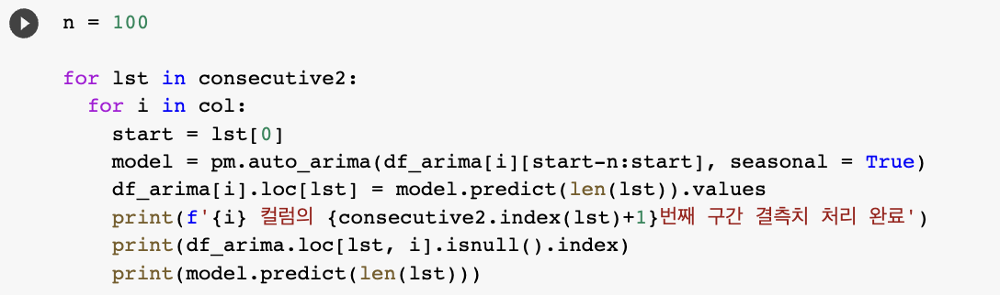 n = 100
for lst in consecutive2:
for i in col:
start = lst[0]
model = pm.auto_arima(df_arima[i][start-n:start], seasonal = True)
df_arima[i].loc[lst] = model.predict(len(lst)).values
print(f'{i} 컬럼의 {consecutive2.index(lst)+1}번째 구간 결측치 처리 완료')
print(df_arima.loc[lst, i].isnull().index)
print(model.predict(len(lst)))